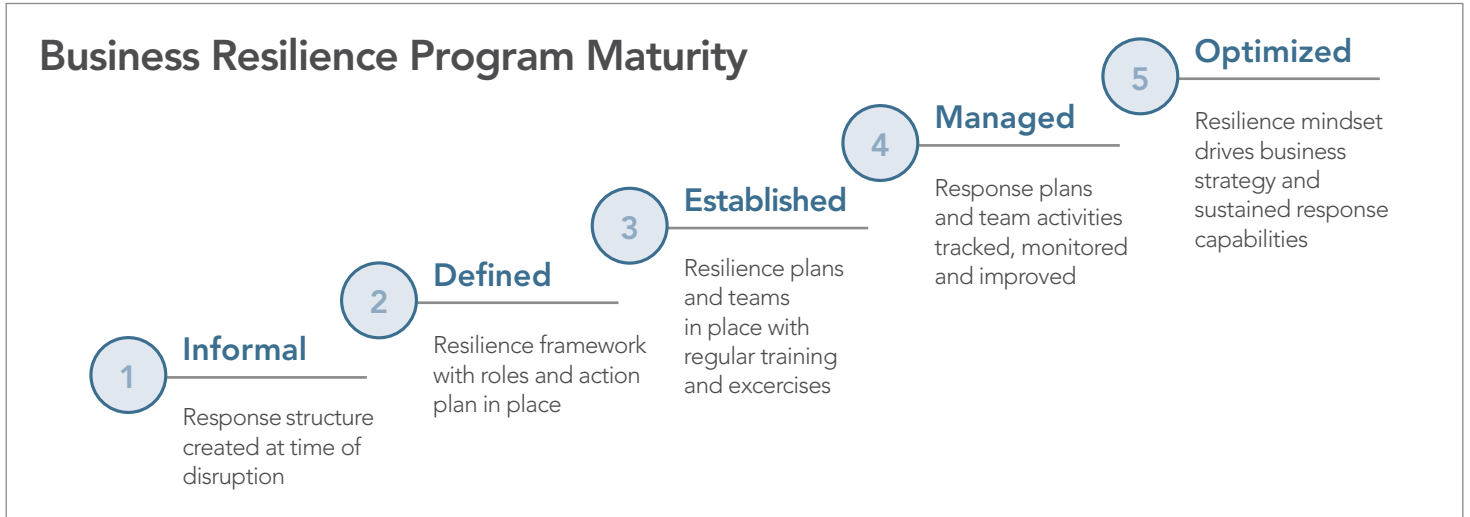 Business Resilience Program Maturity
1
Informal
Response structure
created at time of
disruption
2
Defined
Resilience framework
with roles and action
plan in place
3
Established
Resilience plans
and teams
in place with
regular training
and excercises
4
Managed
Response plans
and team activities
tracked, monitored
and improved
5
Optimized
Resilience mindset
drives business
strategy and
sustained response
capabilities